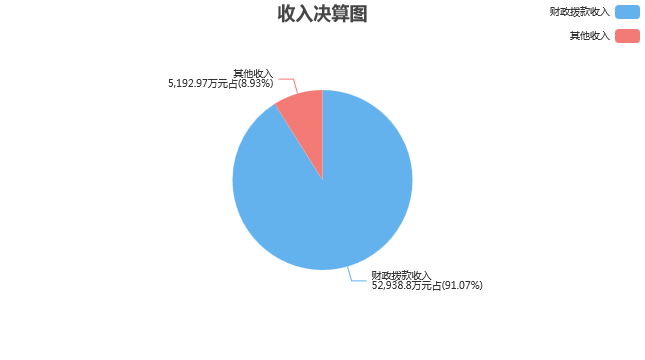 收入决算图
财政拨款收入
其他收入
其他收入
5,192.97万元占(8.93%)
财政拨款收入
52,938.8万元占(91.07%)